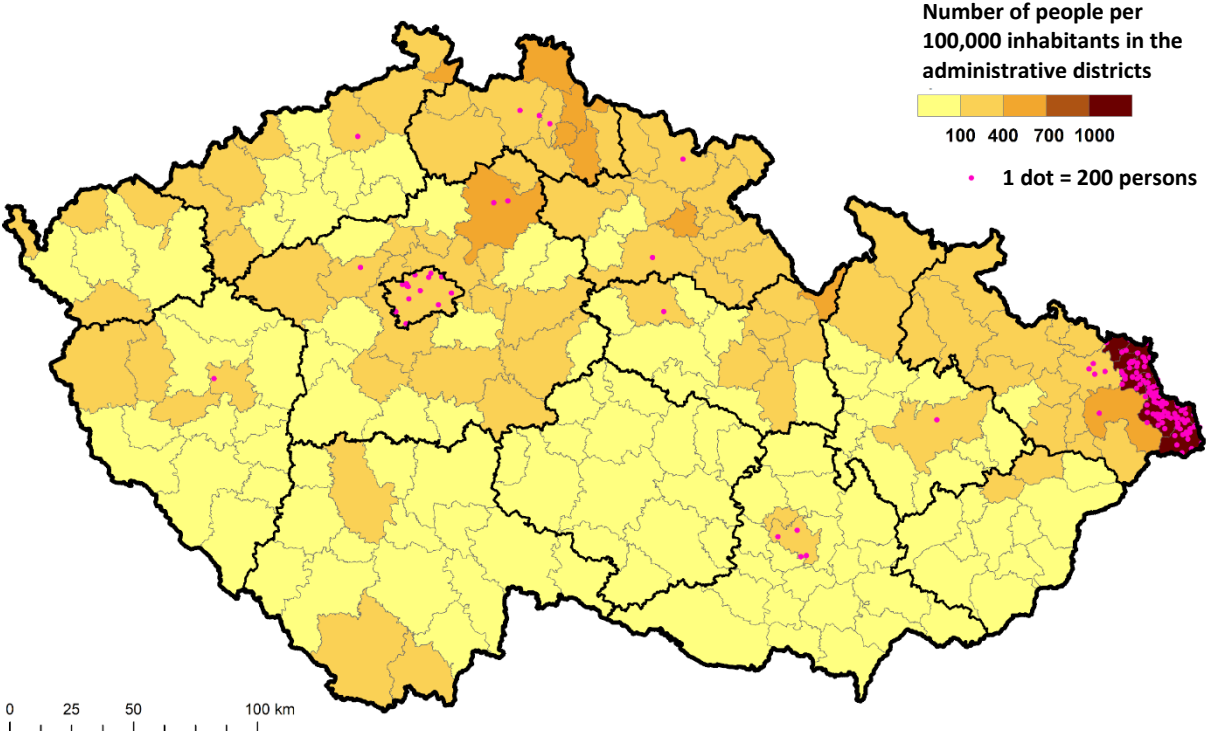 Number of people per
100,000 inhabitants in the
administrative districts
100 400 700 1000
1 dot = 200 persons
0 25 50 100 km